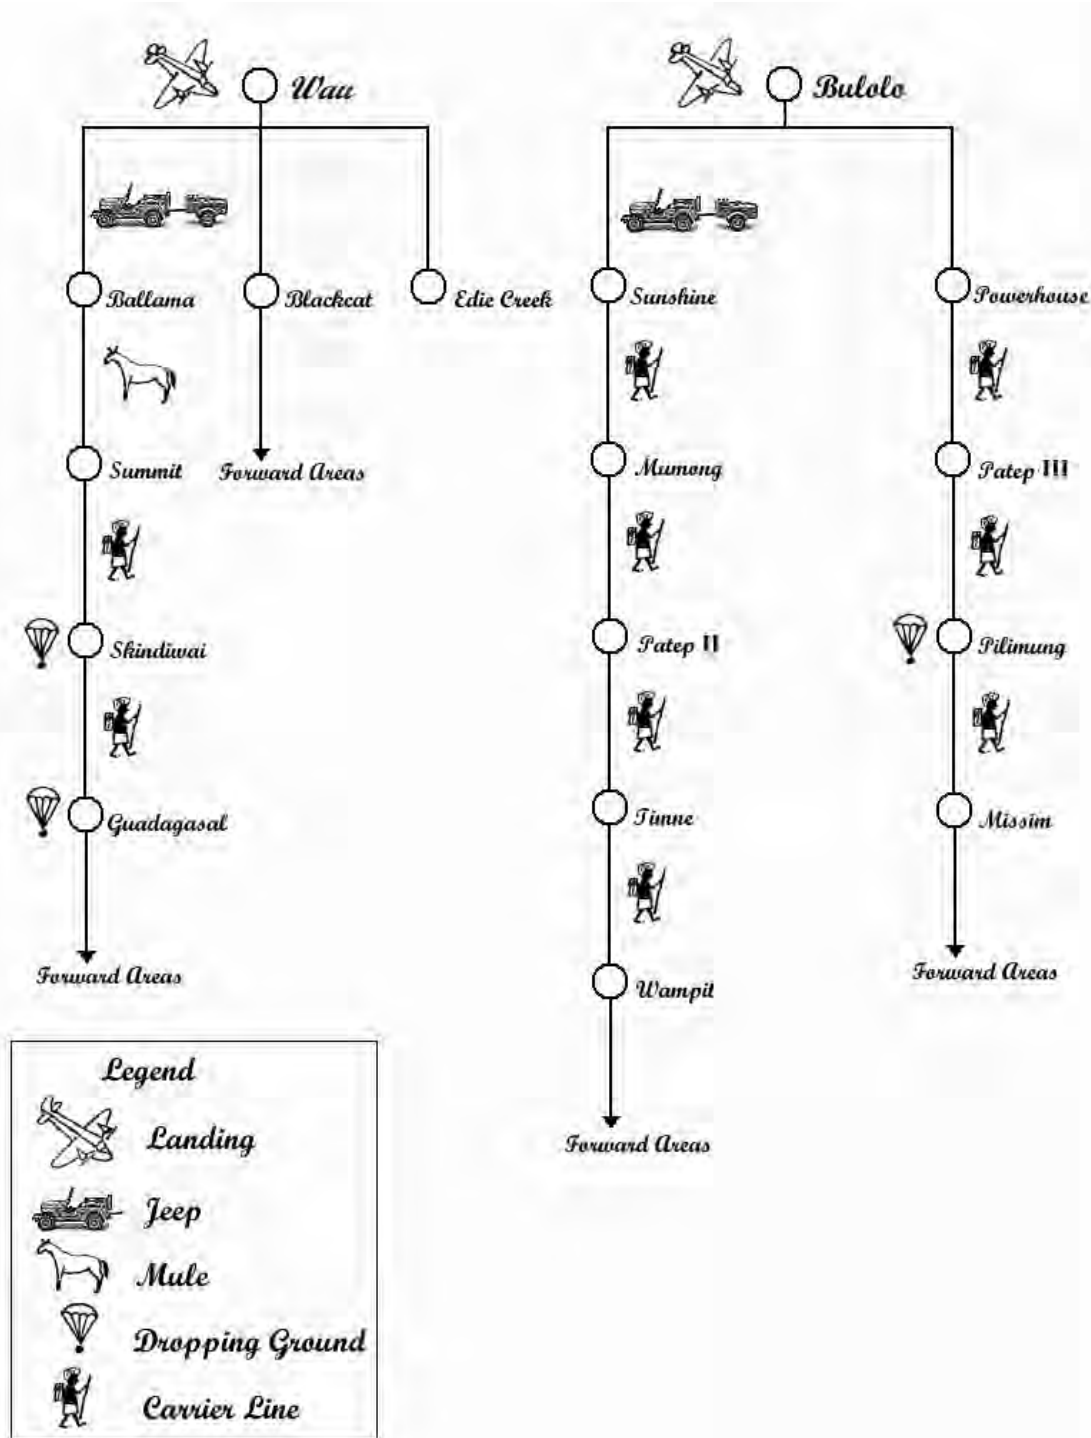 Wau
Bulolo
Ballama
Blackcat
Edie Creek
Sunshine
Powerhouse
Summit
Forward Areas
Mumong
Patep III
Skindiwai
Patep II
Pilimung
Guadagasal
Timne
Missim
Forward Areas
Wampit
Forward Areas
Forward Areas
Legend
Landing
Jeep
Mule
Dropping Ground
Carrier Line